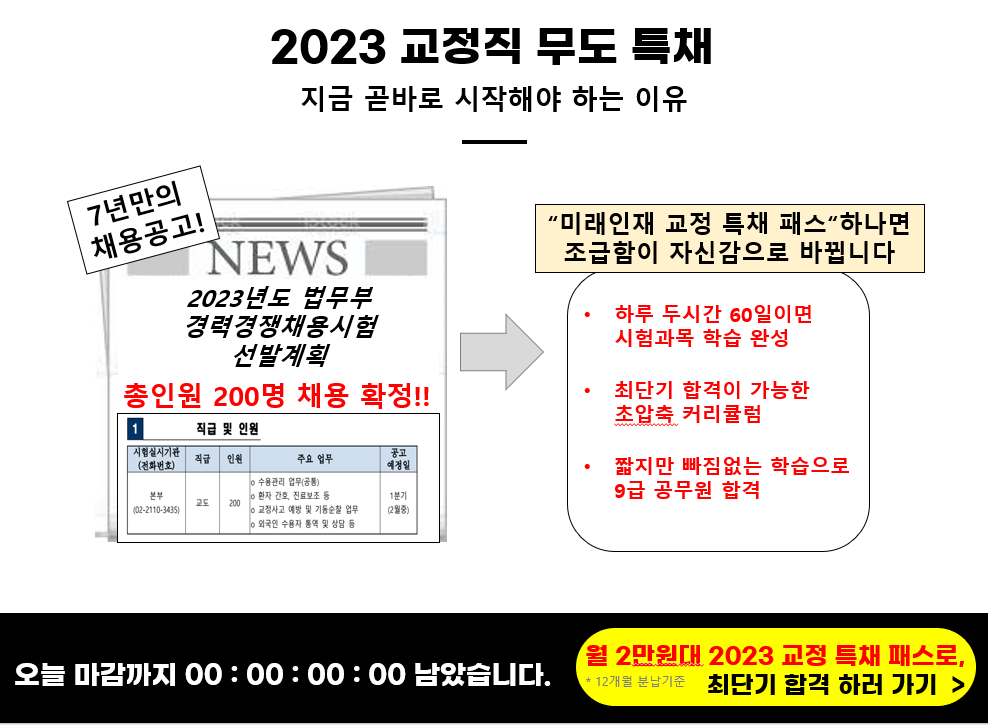 2023 교정직 무도 특채
지금 곧바로 시작해야 하는 이유
7년만의
채용공고!
NEWS
2023년도 법무부
경력경쟁채용시험
선발계획
총인원 200명 채용 확정!!
1 직급 및 인원
시험실시기관
(전화번호)
직급
인원
주요 업무
공고
예정일
본부
(02-2110-3435)
교도
200
o 수용관리 업무(공통)
o 환자 간호, 진료보조 등
o 교정사고 예방 및 기동순찰 업무
o 외국인 수용자 통역 및 상담 등
1분기
(2월중)
“미래인재 교정 특채 패스“하나면
조급함이 자신감으로 바뀝니다
• 하루 두시간 60일이면
시험과목 학습 완성
• 최단기 합격이 가능한
초압축 커리큘럼
• 짧지만 빠짐없는 학습으로
9급 공무원 합격
오늘 마감까지 00 : 00 : 00 : 00 남았습니다.
월 2만원대 2023 교정 특채 패스로,
* 12개월 분납기준
최단기 합격 하러 가기 >